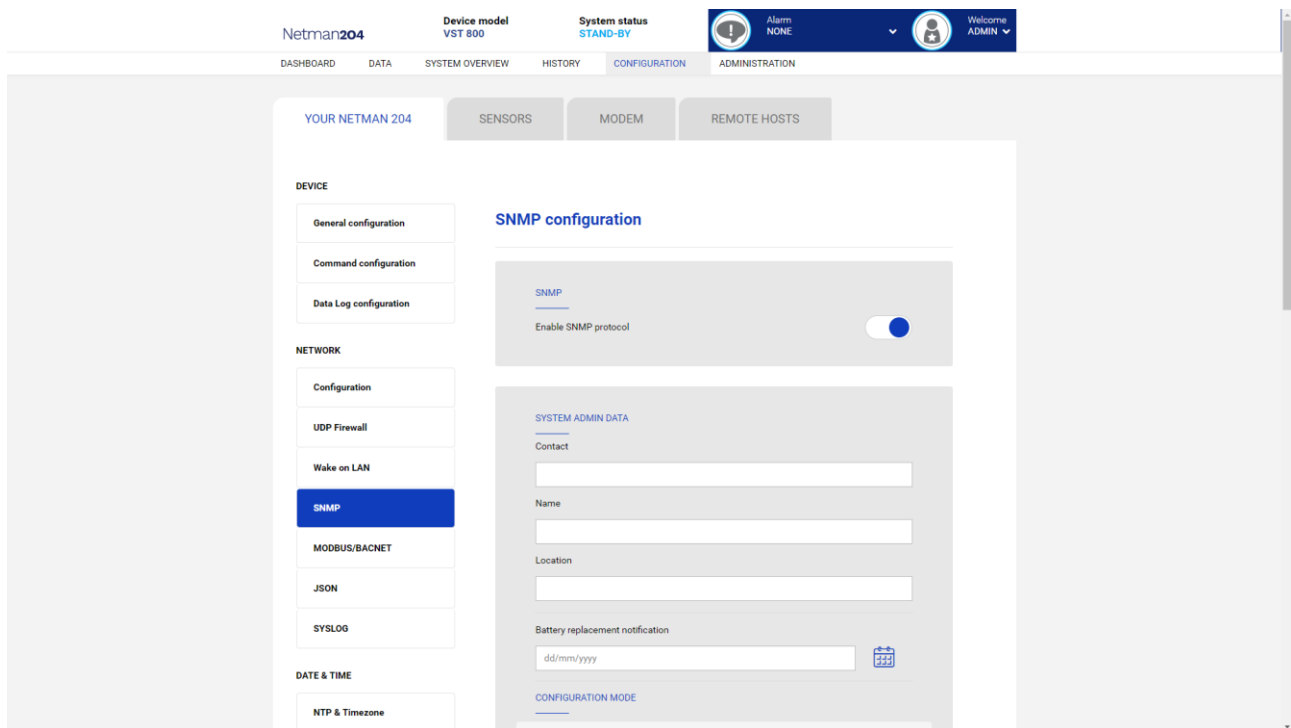 Netman204
Device model
VST 800
System status
STAND-BY
Alarm
NONE
Welcome
ADMIN
DASHBOARD DATA SYSTEM OVERVIEW HISTORY CONFIGURATION ADMINISTRATION
YOUR NETMAN 204 SENSORS MODEM REMOTE HOSTS
DEVICE
General configuration
Command configuration
Data Log configuration
NETWORK
Configuration
UDP Firewall
Wake on LAN
SNMP
MODBUS/BACNET
JSON
SYSLOG
DATE & TIME
NTP & Timezone
SNMP configuration
SNMP
Enable SNMP protocol
SYSTEM ADMIN DATA
Contact
Name
Location
Battery replacement notification
dd/mm/yyyy
CONFIGURATION MODE